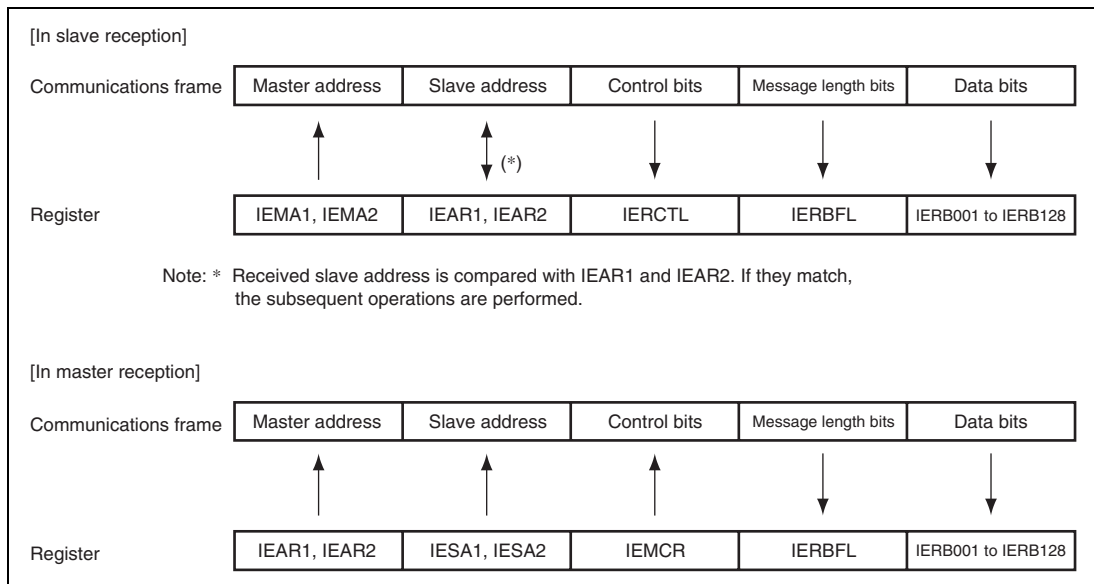 [In slave reception]
Communications frame Master address Slave address Control bits Message length bits Data bits
(*)
Register IEMA1, IEMA2 IEAR1, IEAR2 IERCTL IERBFL IERB001 to IERB128
Note: * Received slave address is compared with IEAR1 and IEAR2. If they match,
the subsequent operations are performed.
[In master reception]
Communications frame Master address Slave address Control bits Message length bits Data bits
Register IEAR1, IEAR2 IESA1, IESA2 IEMCR IERBFL IERB001 to IERB128